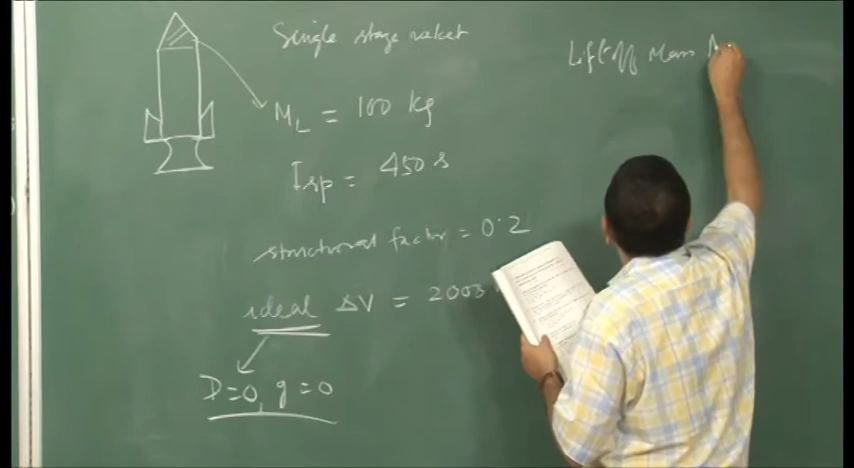 Single stage rocket
M_L = 100 kg
Isp = 450 s
structural factor = 0.2
ideal ΔV = 2003
D=0, g=0
Lift off Mass